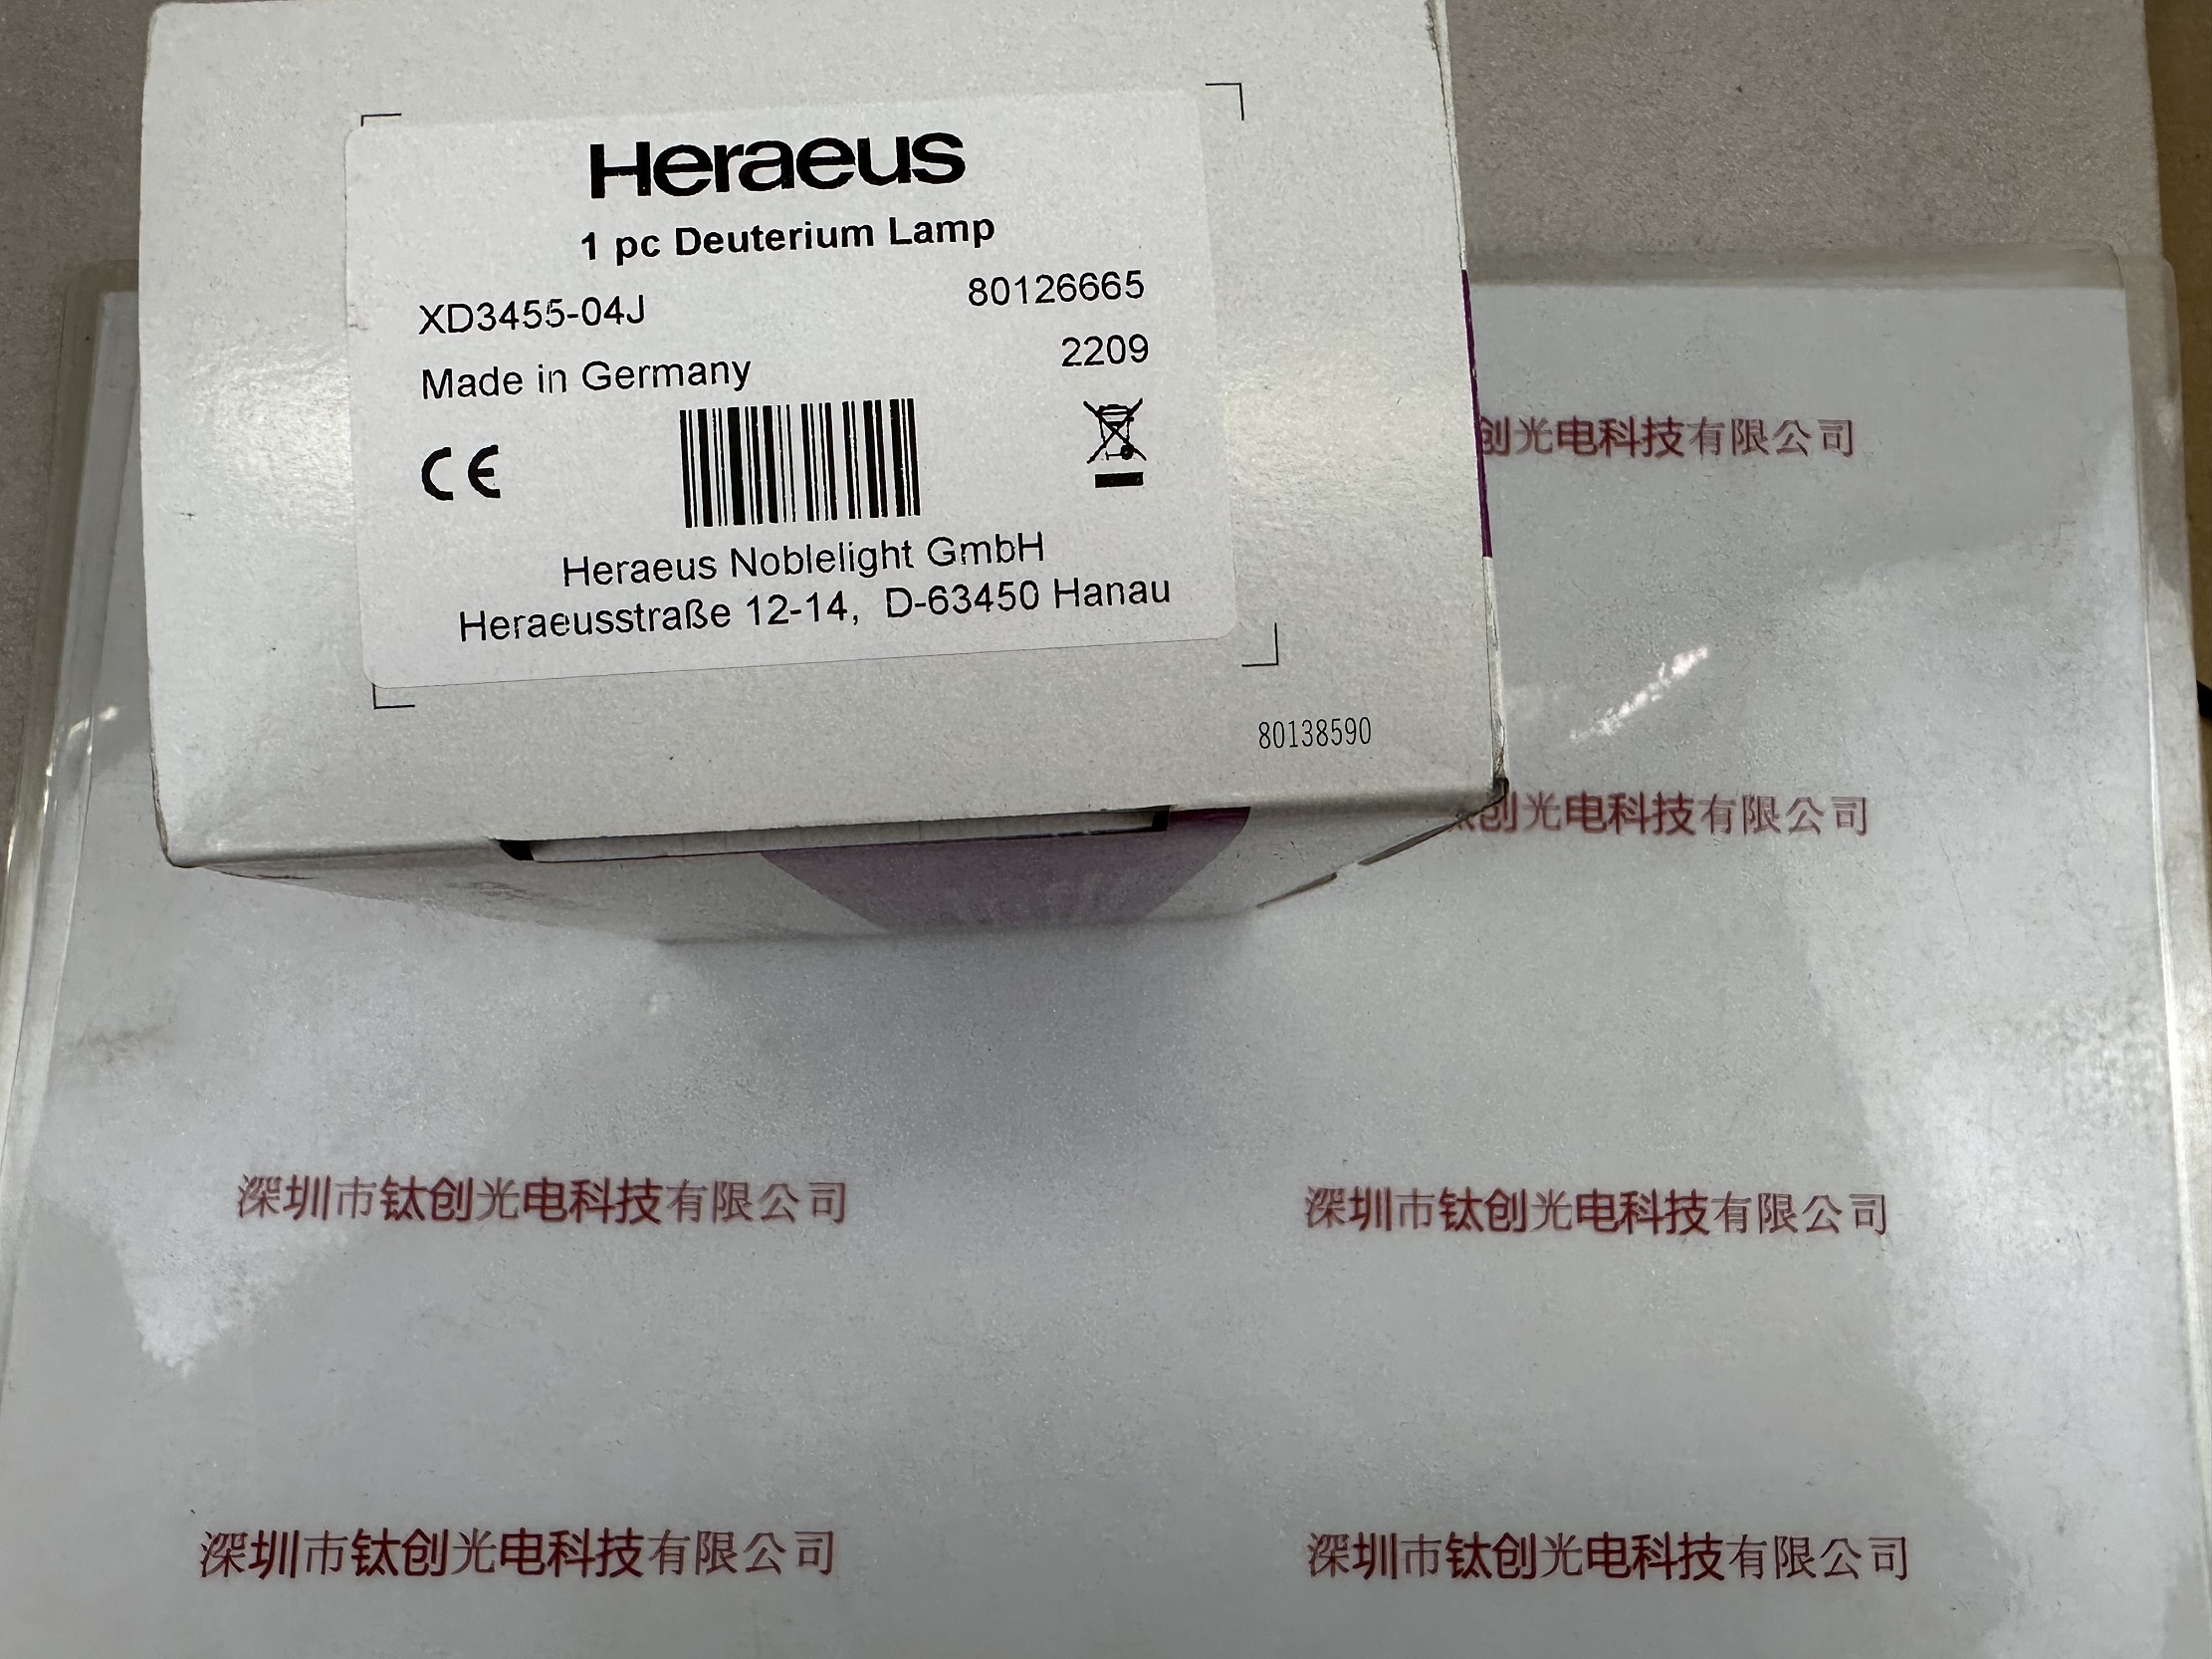 Heraeus
1 pc Deuterium Lamp
XD3455-04J 80126665
Made in Germany 2209
CE
Heraeus Noblelight GmbH
Heraeusstraße 12-14, D-63450 Hanau
80138590
创光电科技有限公司
创光电科技有限公司
深圳市钛创光电科技有限公司 深圳市钛创光电科技有限公司
深圳市钛创光电科技有限公司 深圳市钛创光电科技有限公司